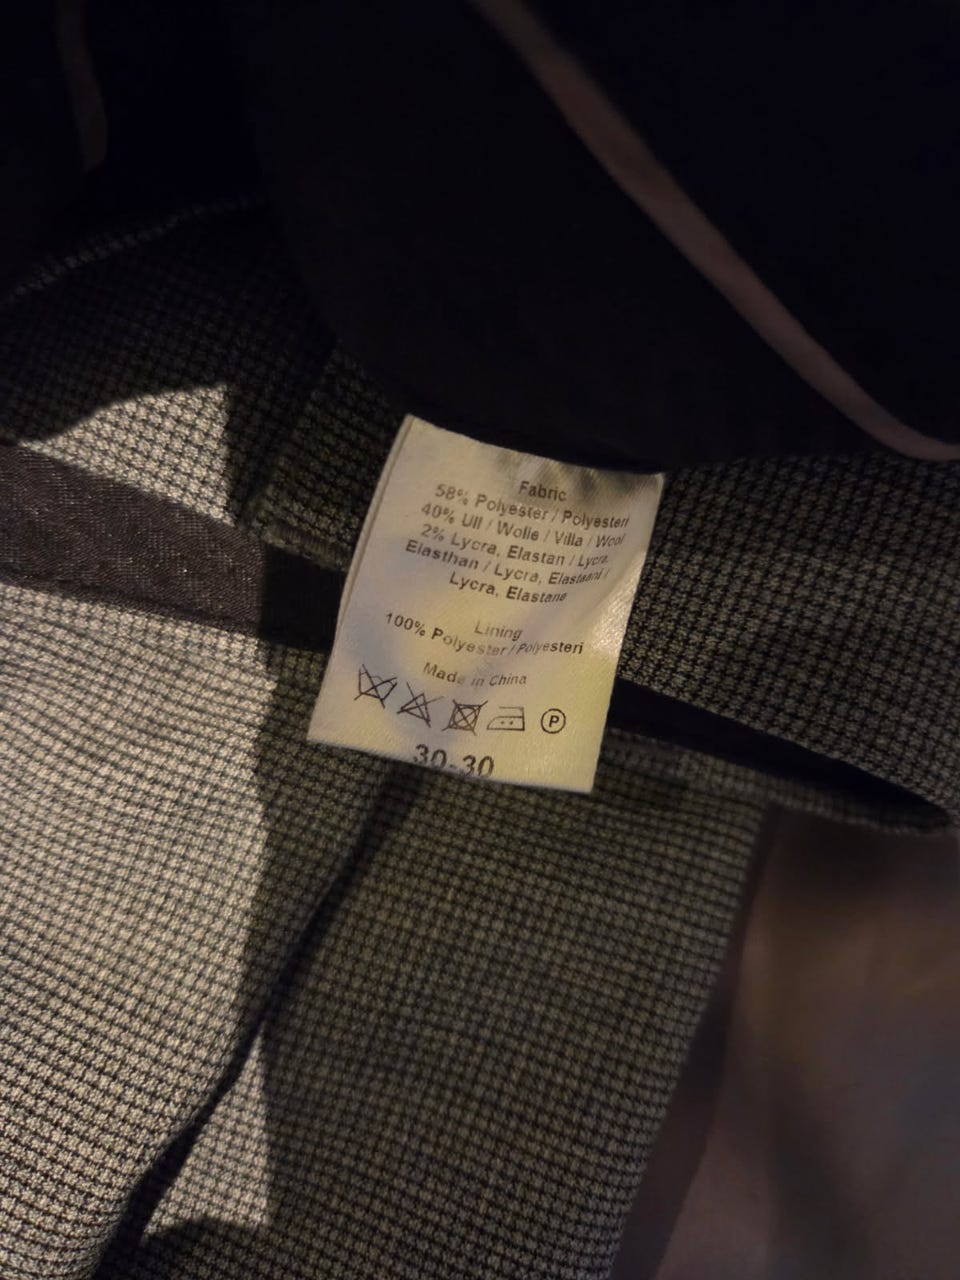 Fabric
58% Polyester / Polyesteri
40% Ull / Wolle / Villa / Wool
2% Lycra, Elastan / Lycra,
Elasthan / Lycra, Elastaani /
Lycra, Elastane
Lining
100% Polyester / Polyesteri
Made in China
P
30-30